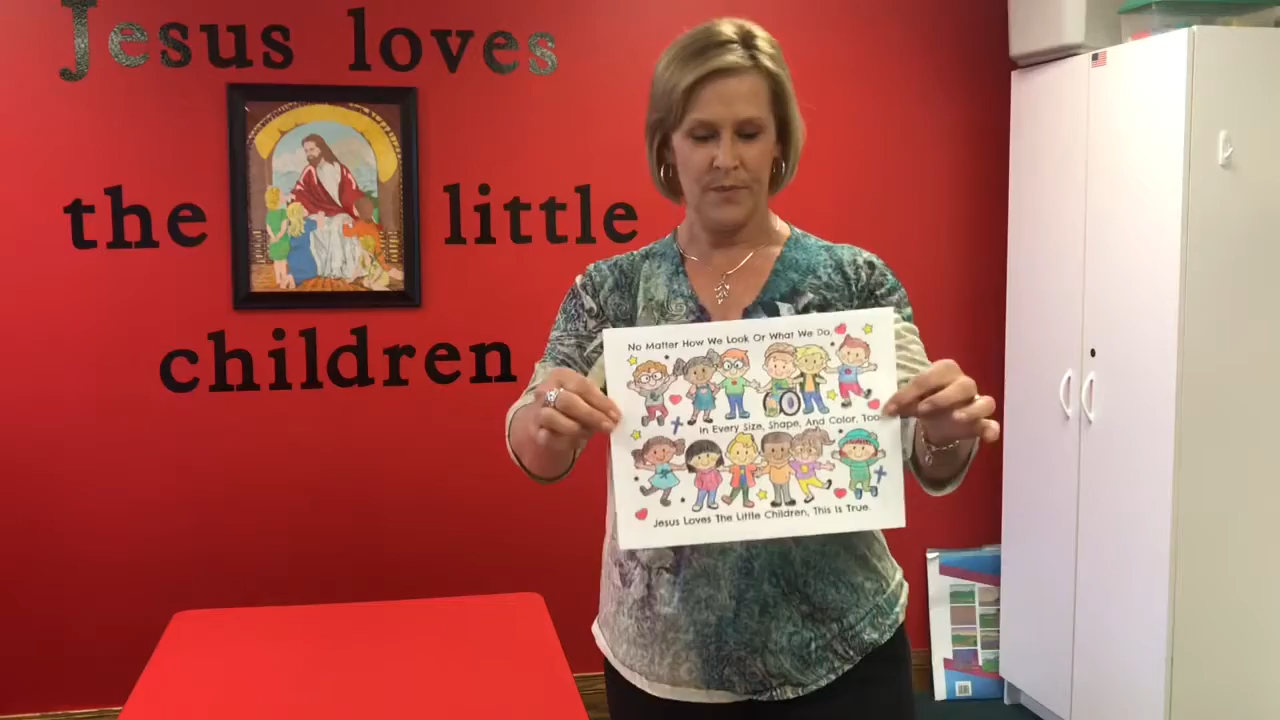 Jesus loves
the little
children
No Matter How We Look Or What We Do,
In Every Size, Shape, And Color, Too
Jesus Loves The Little Children, This Is True.